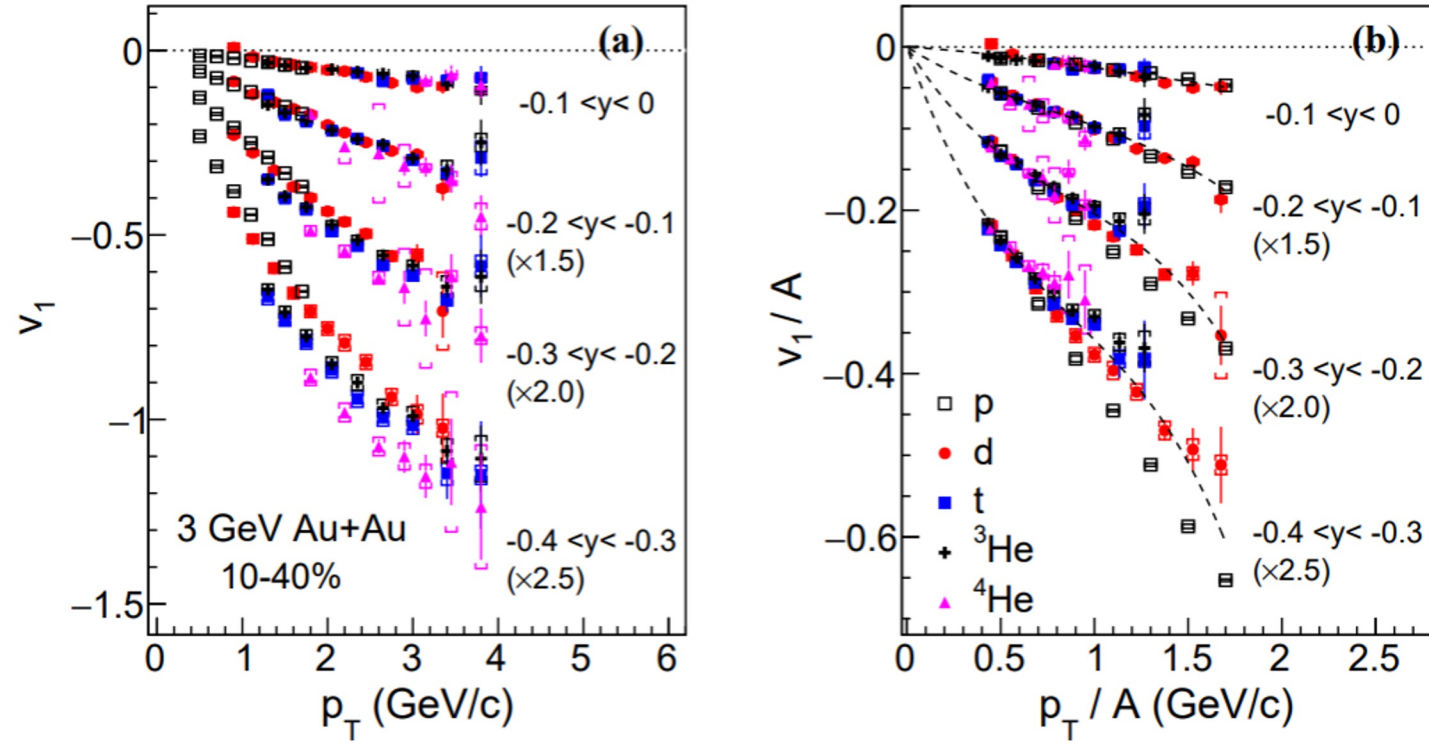 (a)
0
−0.5
−1
−1.5
v1
-0.1 <y< 0
-0.2 <y< -0.1
(×1.5)
-0.3 <y< -0.2
(×2.0)
-0.4 <y< -0.3
(×2.5)
3 GeV Au+Au
10-40%
0 1 2 3 4 5 6
pT (GeV/c)
(b)
0
−0.2
−0.4
−0.6
v1 / A
-0.1 <y< 0
-0.2 <y< -0.1
(×1.5)
-0.3 <y< -0.2
(×2.0)
-0.4 <y< -0.3
(×2.5)
p
d
t
3He
4He
0 0.5 1 1.5 2 2.5
pT / A (GeV/c)